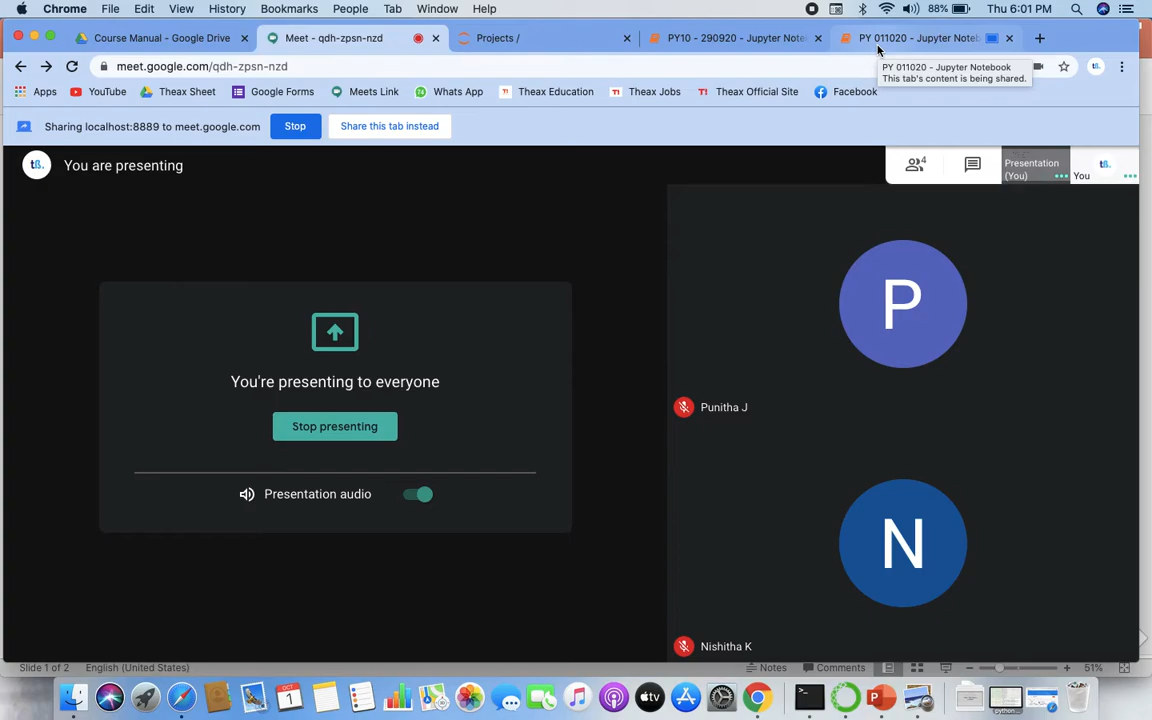 Chrome File Edit View History Bookmarks People Tab Window Help 88% Thu 6:01 PM
Course Manual - Google Drive Meet - qdh-zpsn-nzd Projects / PY10 - 290920 - Jupyter Note PY 011020 - Jupyter Noteb
meet.google.com/qdh-zpsn-nzd
PY 011020 - Jupyter Notebook
This tab's content is being shared.
Apps YouTube Theax Sheet Google Forms Meets Link Whats App Theax Education Theax Jobs Theax Official Site Facebook
Sharing localhost:8889 to meet.google.com Stop Share this tab instead
tß. You are presenting
4
Presentation
(You)
You
tß.
P
You're presenting to everyone
Stop presenting
Punitha J
Presentation audio
N
Nishitha K
Slide 1 of 2 English (United States) Notes Comments 51%
OCT
1